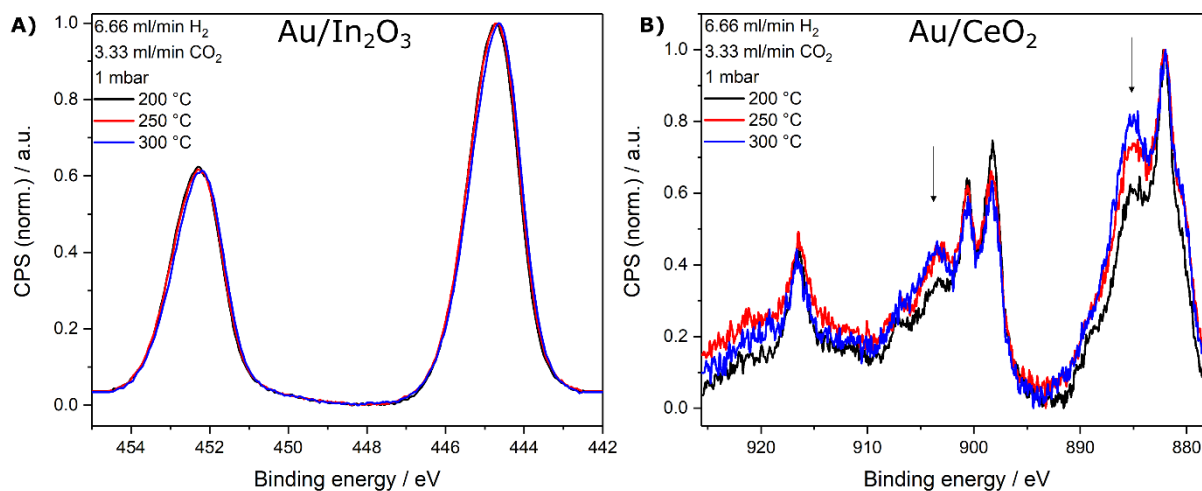 A)
6.66 ml/min H₂
3.33 ml/min CO₂
1 mbar
200 °C
250 °C
300 °C
Au/In₂O₃
CPS (norm.) / a.u.
1.0
0.8
0.6
0.4
0.2
0.0
454
452
450
448
446
444
442
Binding energy / eV
B)
6.66 ml/min H₂
3.33 ml/min CO₂
1 mbar
200 °C
250 °C
300 °C
Au/CeO₂
CPS (norm.) / a.u.
1.0
0.8
0.6
0.4
0.2
0.0
920
910
900
890
880
Binding energy / eV